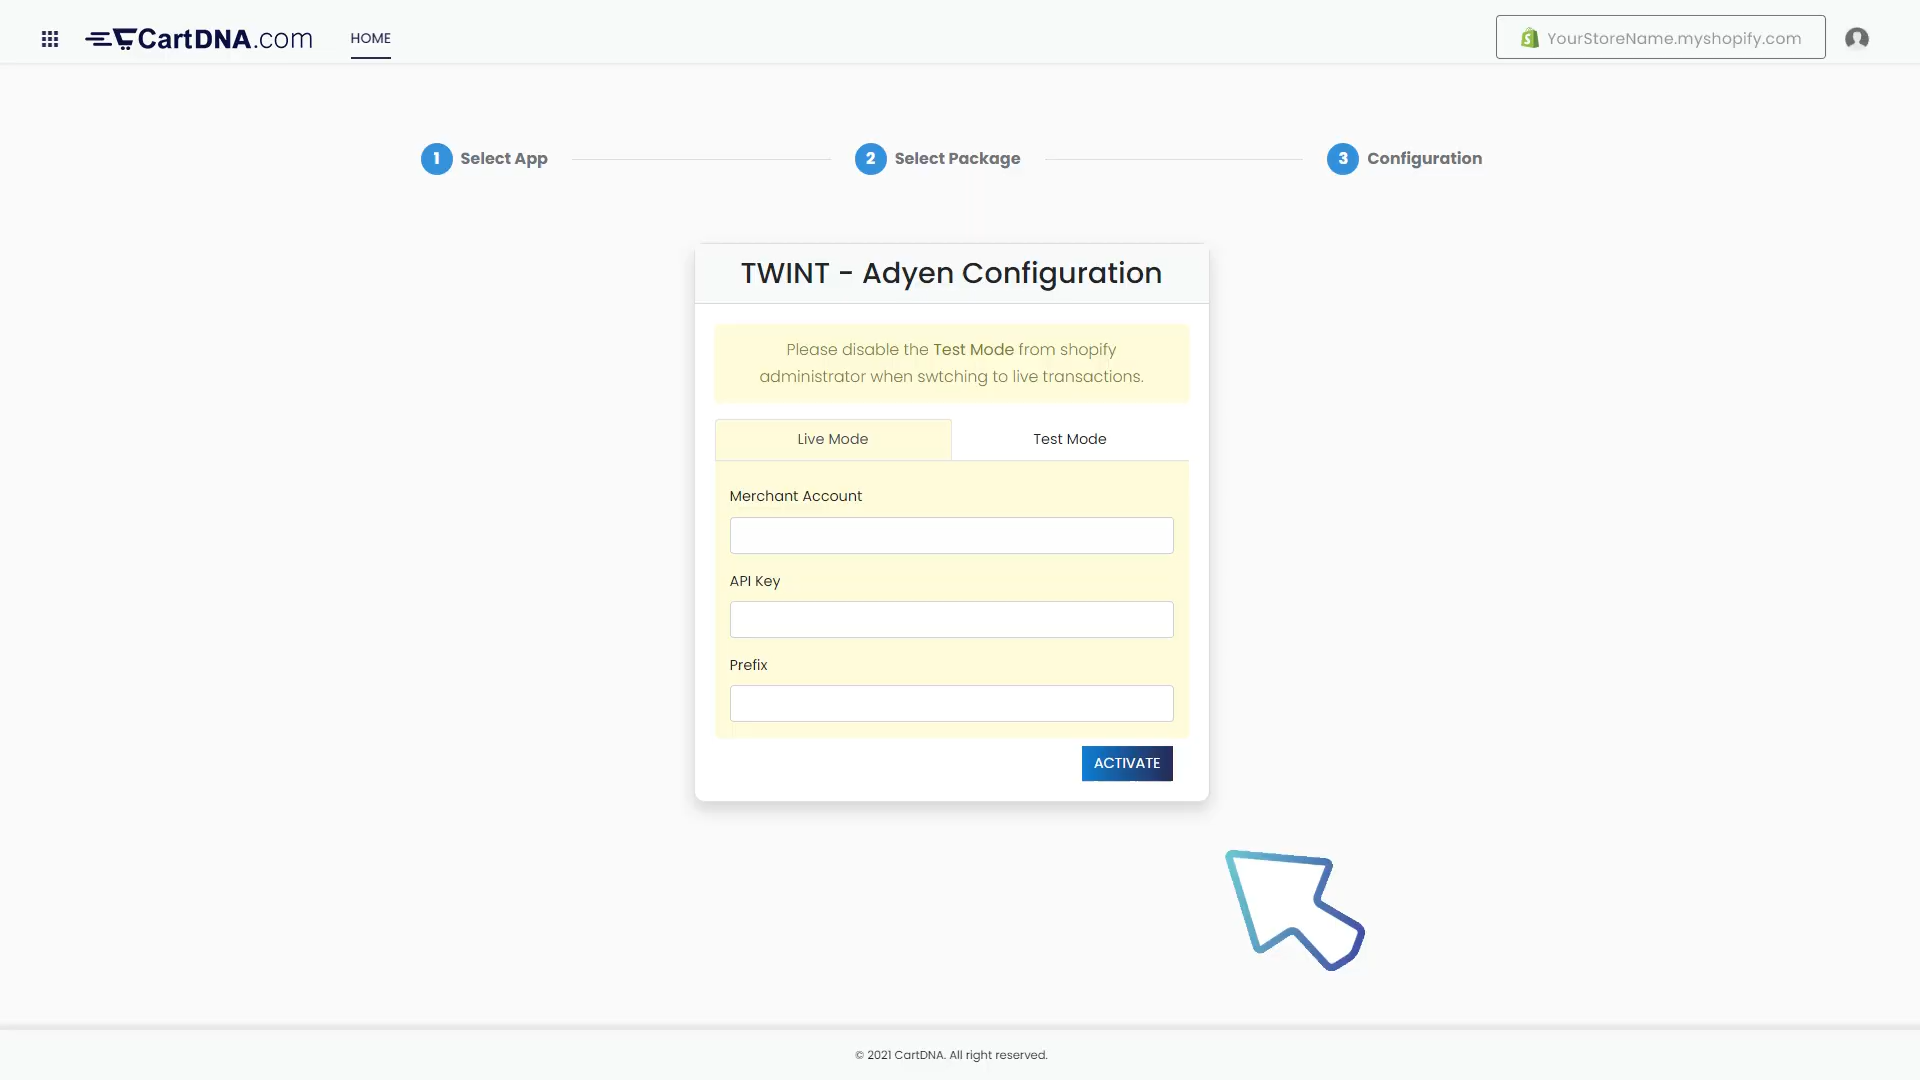 CartDNA.com
HOME
YourStoreName.myshopify.com
1 Select App
2 Select Package
3 Configuration
TWINT - Adyen Configuration
Please disable the Test Mode from shopify
administrator when swtching to live transactions.
Live Mode
Test Mode
Merchant Account
API Key
Prefix
ACTIVATE
© 2021 CartDNA. All right reserved.